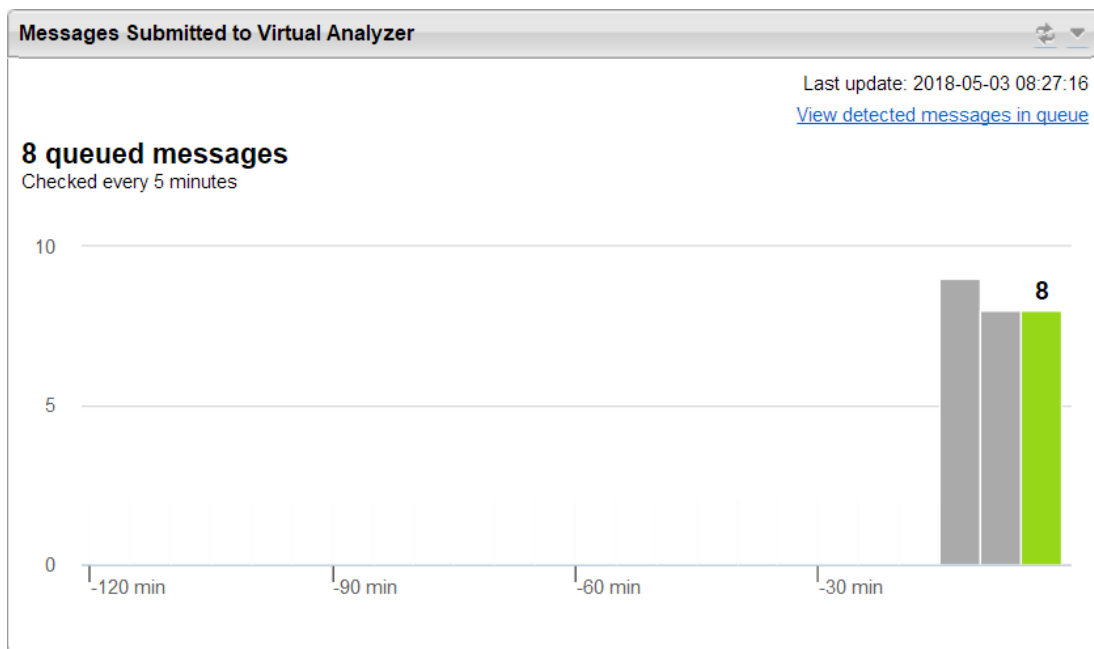 Messages Submitted to Virtual Analyzer
Last update: 2018-05-03 08:27:16
View detected messages in queue
8 queued messages
Checked every 5 minutes
10
8
5
0
-120 min
-90 min
-60 min
-30 min